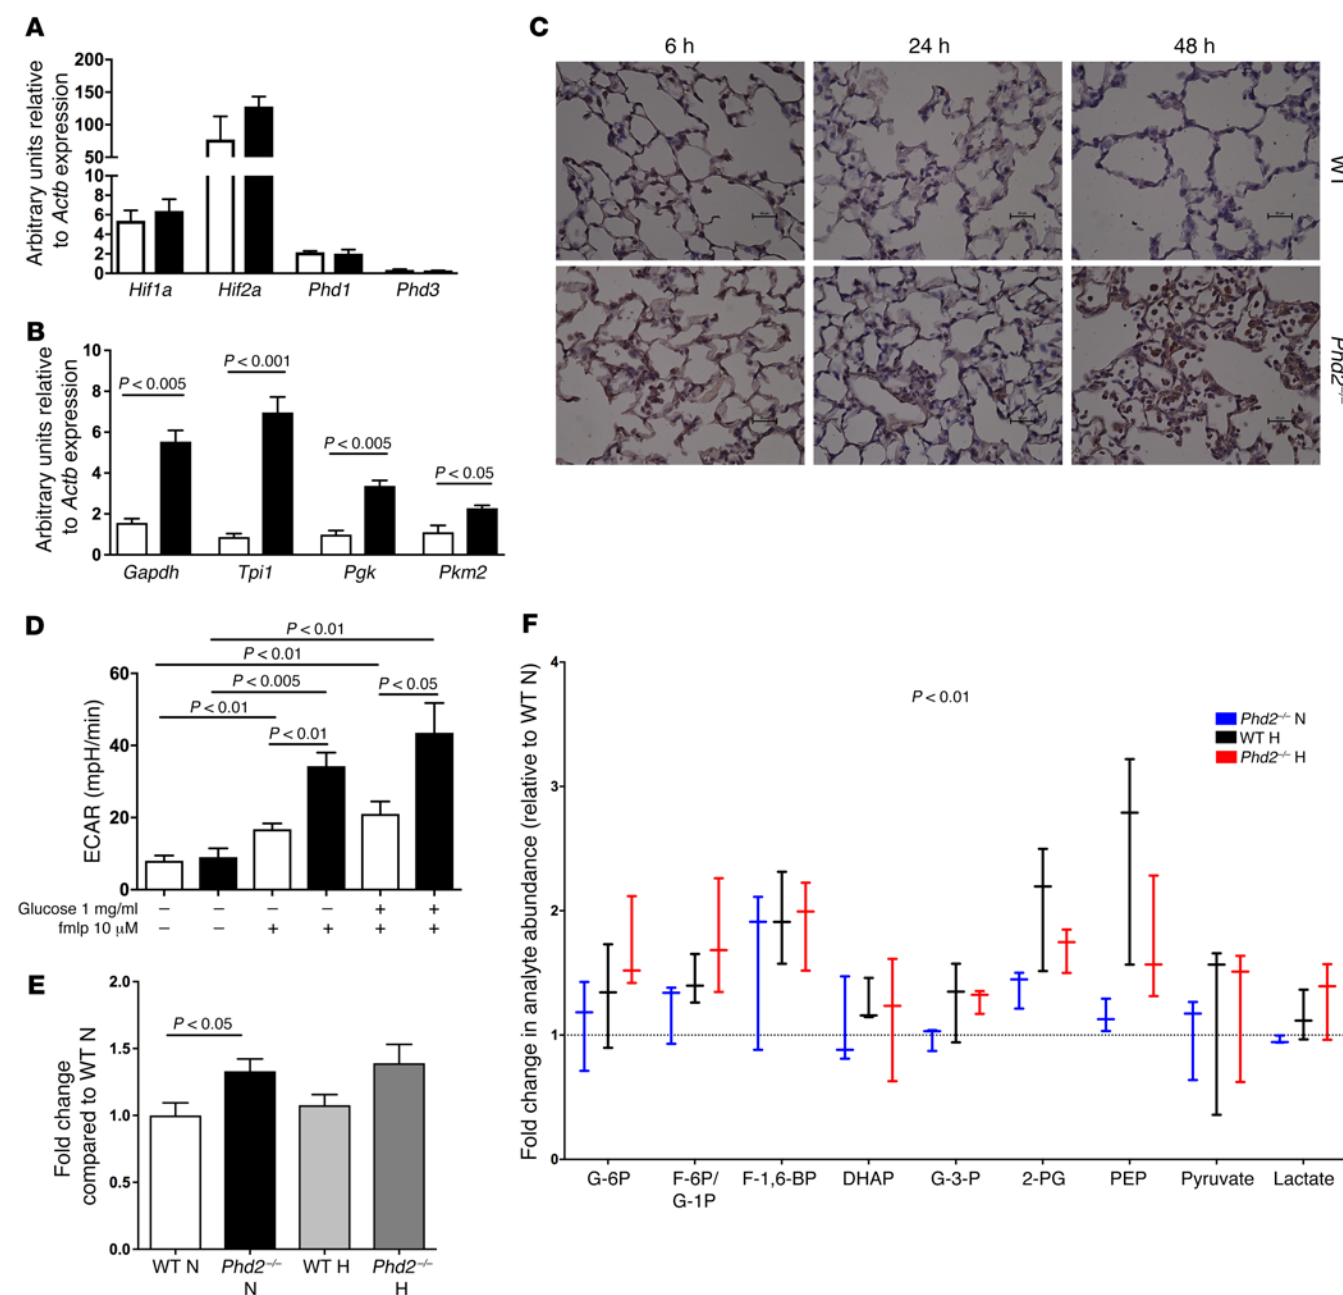 A
Arbitrary units relative
to Actb expression
200
150
100
50
10
8
6
4
2
0
Hif1a Hif2a Phd1 Phd3
B
Arbitrary units relative
to Actb expression
10
8
6
4
2
0
P < 0.005
P < 0.001
P < 0.005
P < 0.05
Gapdh Tpi1 Pgk Pkm2
C
6 h 24 h 48 h
WT
Phd2–/–
D
ECAR (mpH/min)
60
40
20
0
P < 0.01
P < 0.01
P < 0.005
P < 0.05
P < 0.01
P < 0.01
Glucose 1 mg/ml – – – – + +
fmlp 10 μM – – + + + +
E
Fold change
compared to WT N
2.0
1.5
1.0
0.5
0.0
P < 0.05
WT N Phd2–/– WT H Phd2–/–
N H
F
Fold change in analyte abundance (relative to WT N)
4
3
2
1
0
P < 0.01
Phd2–/– N
WT H
Phd2–/– H
G-6P F-6P/ F-1,6-BP DHAP G-3-P 2-PG PEP Pyruvate Lactate
G-1P